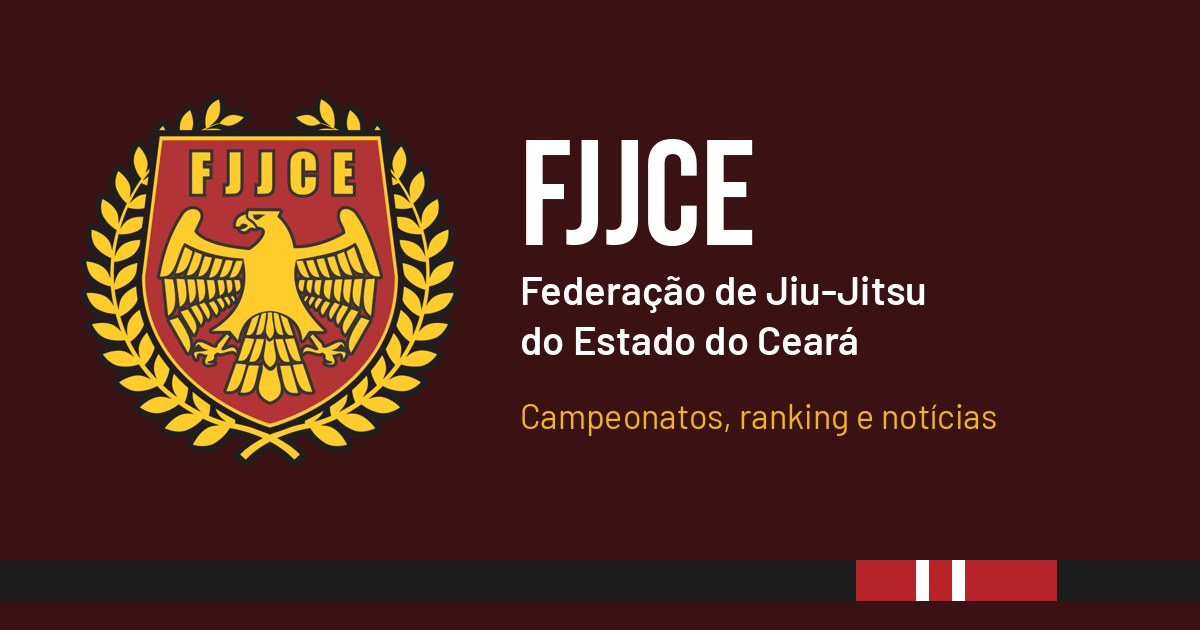 FJJCE
FJJCE
Federação de Jiu-Jitsu
do Estado do Ceará
Campeonatos, ranking e notícias